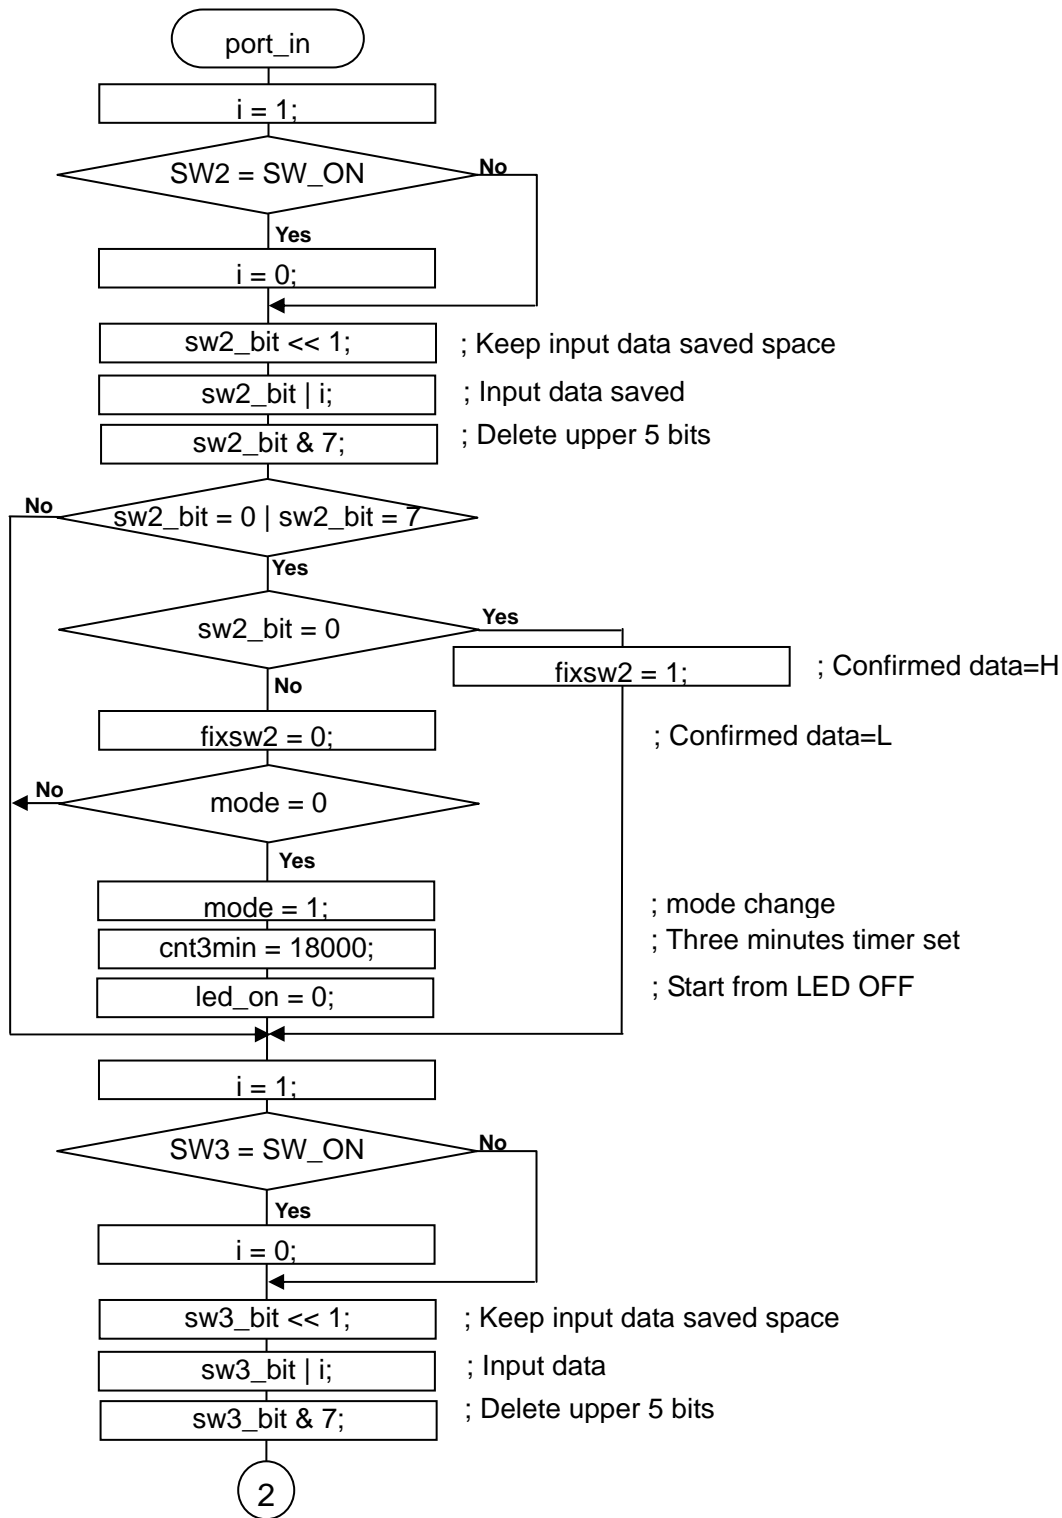 port_in
i = 1;
SW2 = SW_ON
No
Yes
i = 0;
sw2_bit << 1; ; Keep input data saved space
sw2_bit | i; ; Input data saved
sw2_bit & 7; ; Delete upper 5 bits
No
sw2_bit = 0 | sw2_bit = 7
Yes
sw2_bit = 0
Yes
fixsw2 = 1; ; Confirmed data=H
No
fixsw2 = 0; ; Confirmed data=L
No
mode = 0
Yes
mode = 1; ; mode change
cnt3min = 18000; ; Three minutes timer set
led_on = 0; ; Start from LED OFF
i = 1;
SW3 = SW_ON
No
Yes
i = 0;
sw3_bit << 1; ; Keep input data saved space
sw3_bit | i; ; Input data
sw3_bit & 7; ; Delete upper 5 bits
2